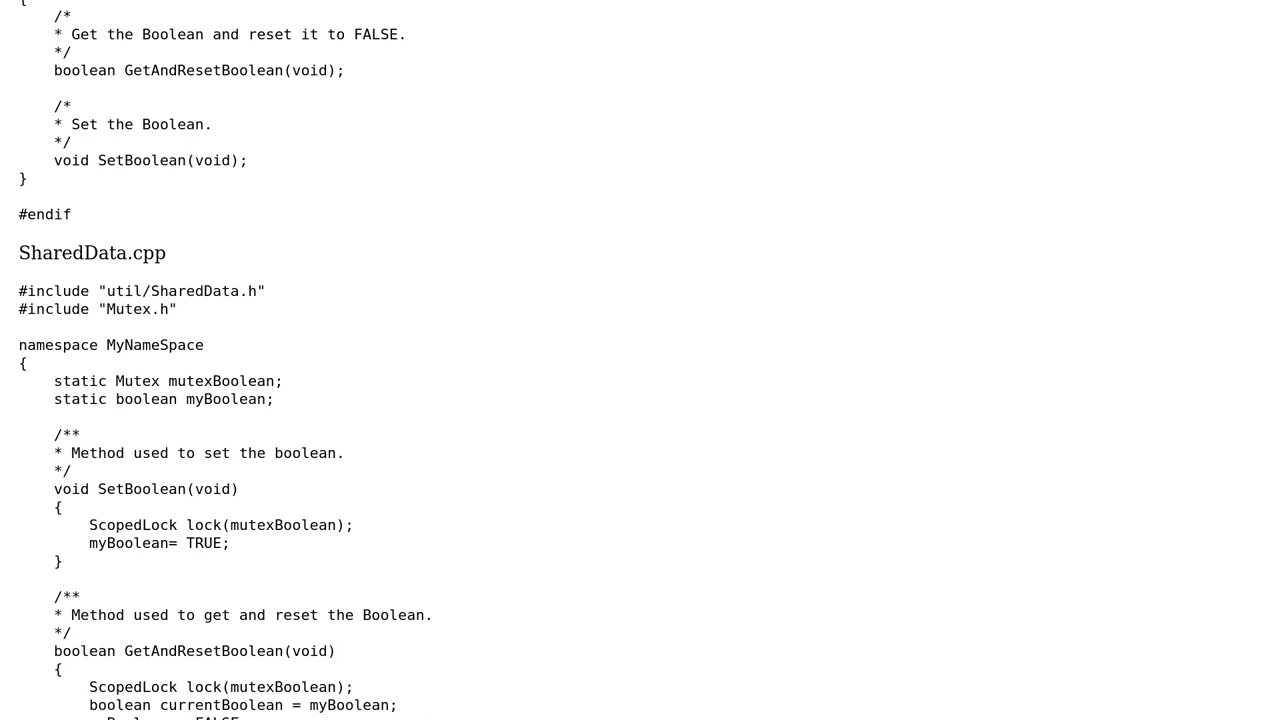 {
    /*
    * Get the Boolean and reset it to FALSE.
    */
    boolean GetAndResetBoolean(void);

    /*
    * Set the Boolean.
    */
    void SetBoolean(void);
}

#endif

SharedData.cpp

#include "util/SharedData.h"
#include "Mutex.h"

namespace MyNameSpace
{
    static Mutex mutexBoolean;
    static boolean myBoolean;

    /**
    * Method used to set the boolean.
    */
    void SetBoolean(void)
    {
        ScopedLock lock(mutexBoolean);
        myBoolean= TRUE;
    }

    /**
    * Method used to get and reset the Boolean.
    */
    boolean GetAndResetBoolean(void)
    {
        ScopedLock lock(mutexBoolean);
        boolean currentBoolean = myBoolean;